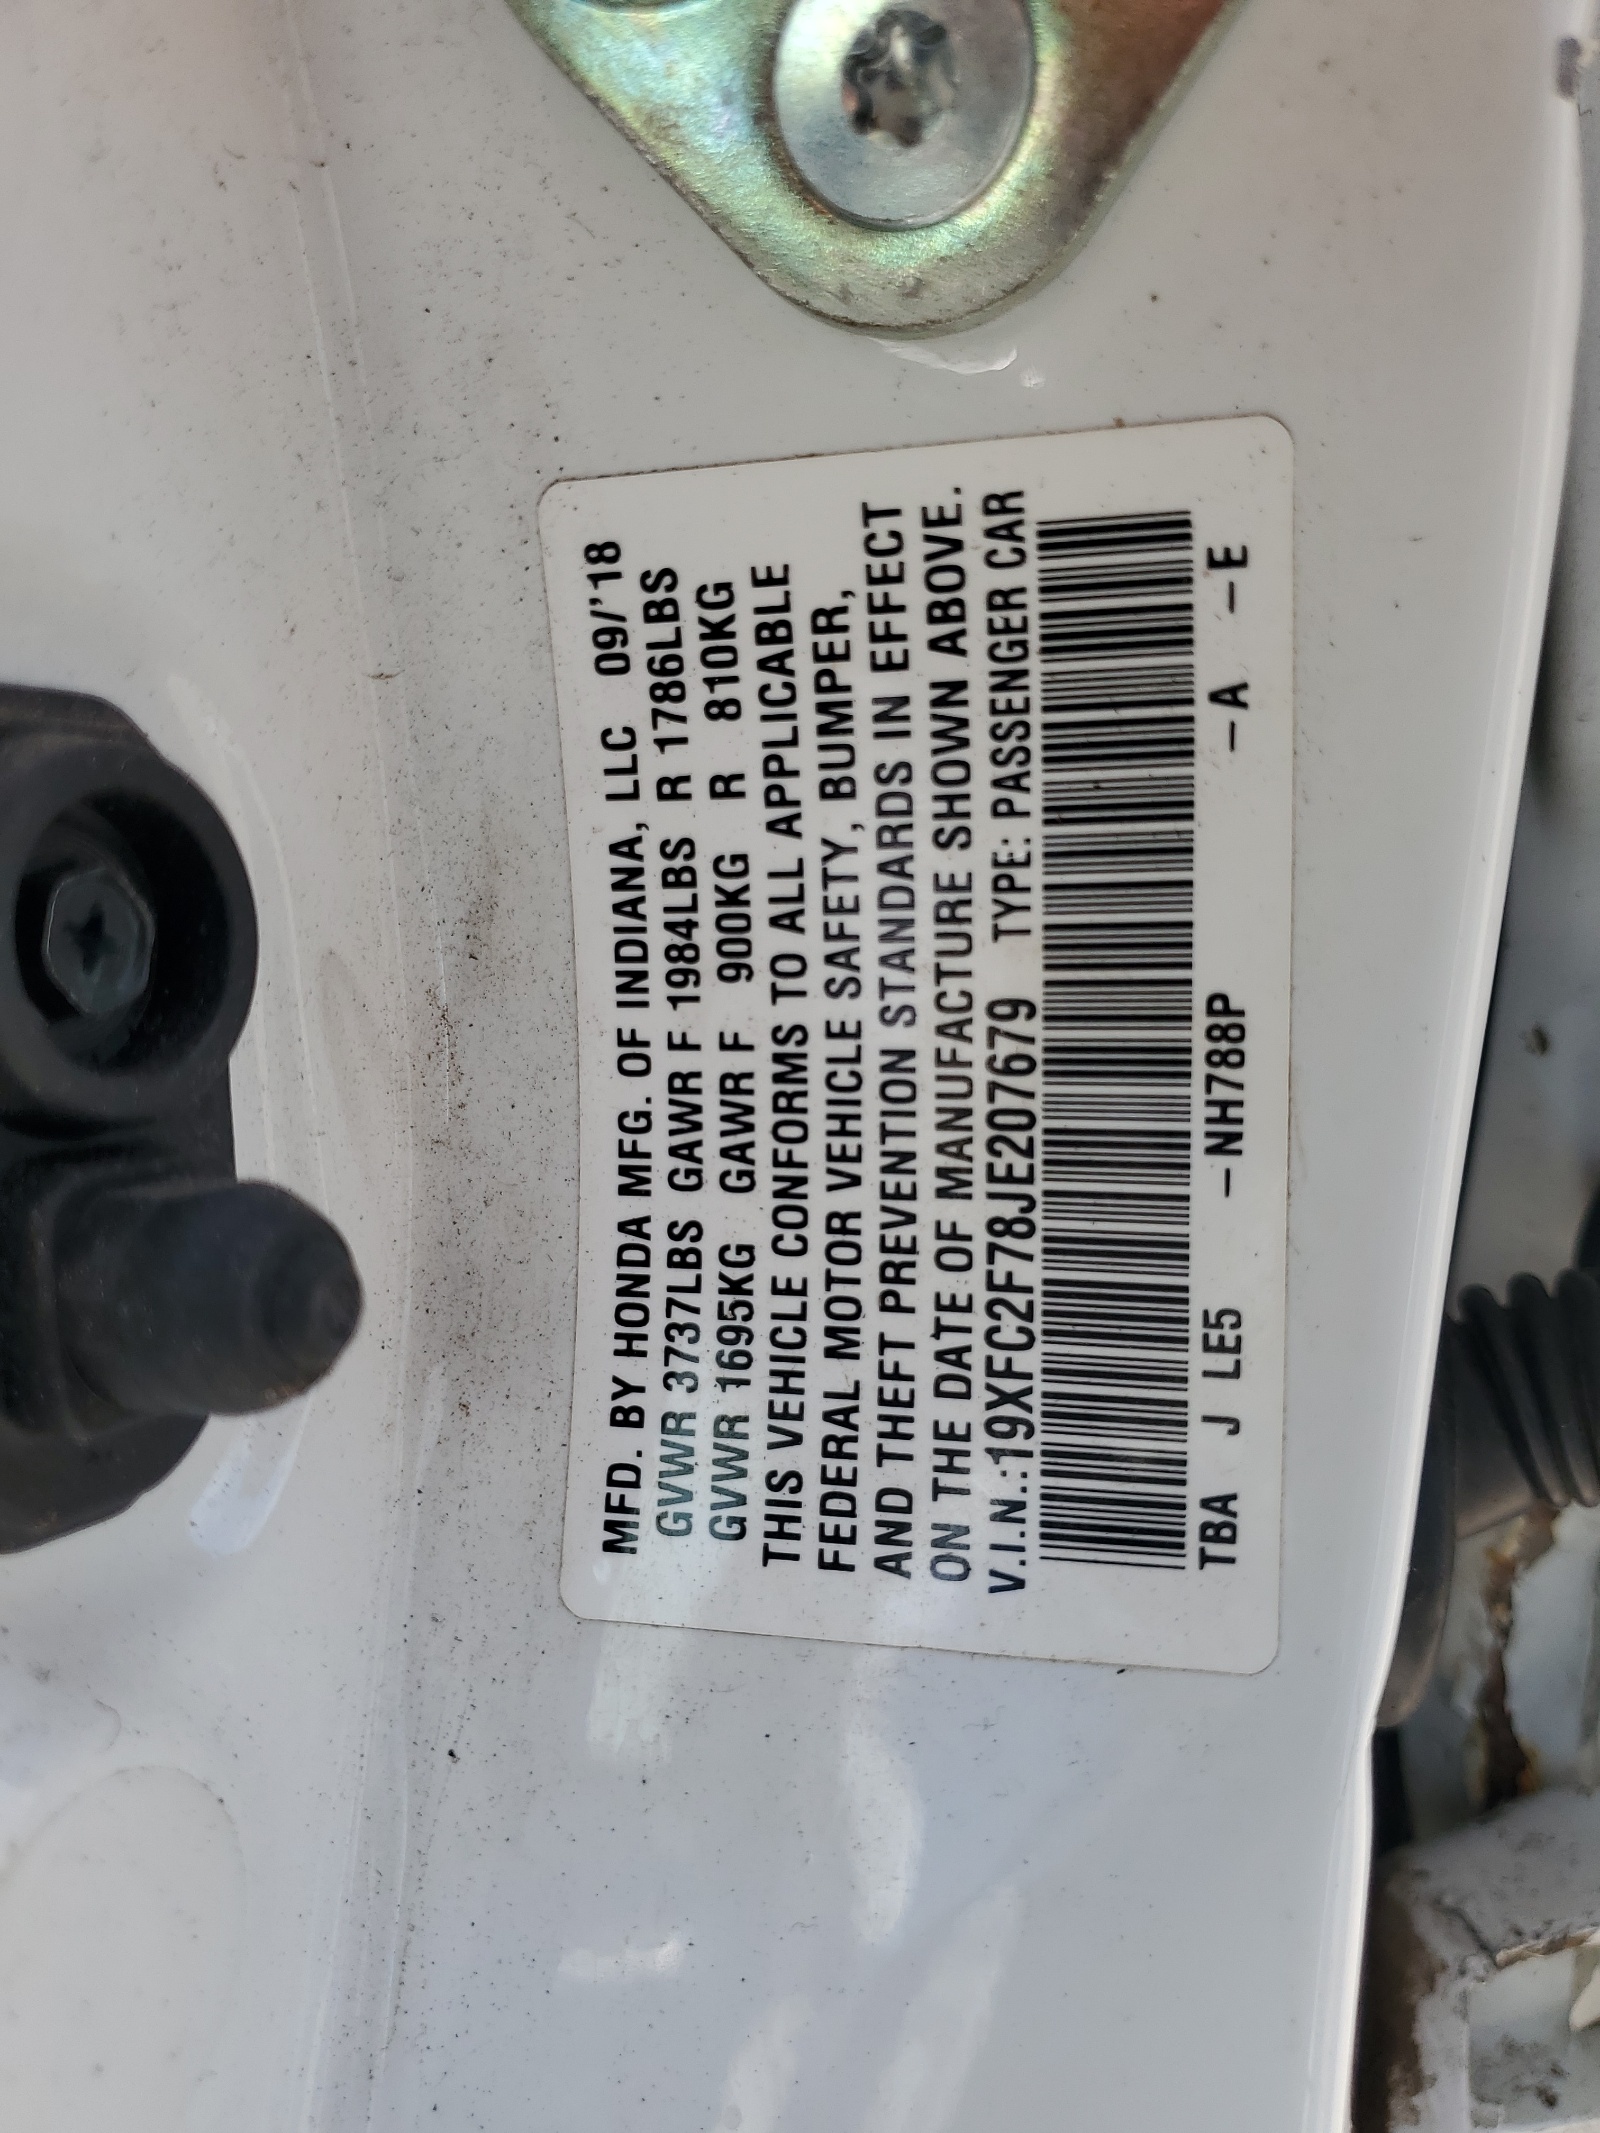 MFD. BY HONDA MFG. OF INDIANA, LLC 09/'18
GVWR 3737LBS GAWR F 1984LBS R 1786LBS
GVWR 1695KG GAWR F 900KG R 810KG
THIS VEHICLE CONFORMS TO ALL APPLICABLE
FEDERAL MOTOR VEHICLE SAFETY, BUMPER,
AND THEFT PREVENTION STANDARDS IN EFFECT
ON THE DATE OF MANUFACTURE SHOWN ABOVE.
V.I.N.:19XFC2F78JE207679 TYPE: PASSENGER CAR
TBA J LE5 –NH788P –A –E